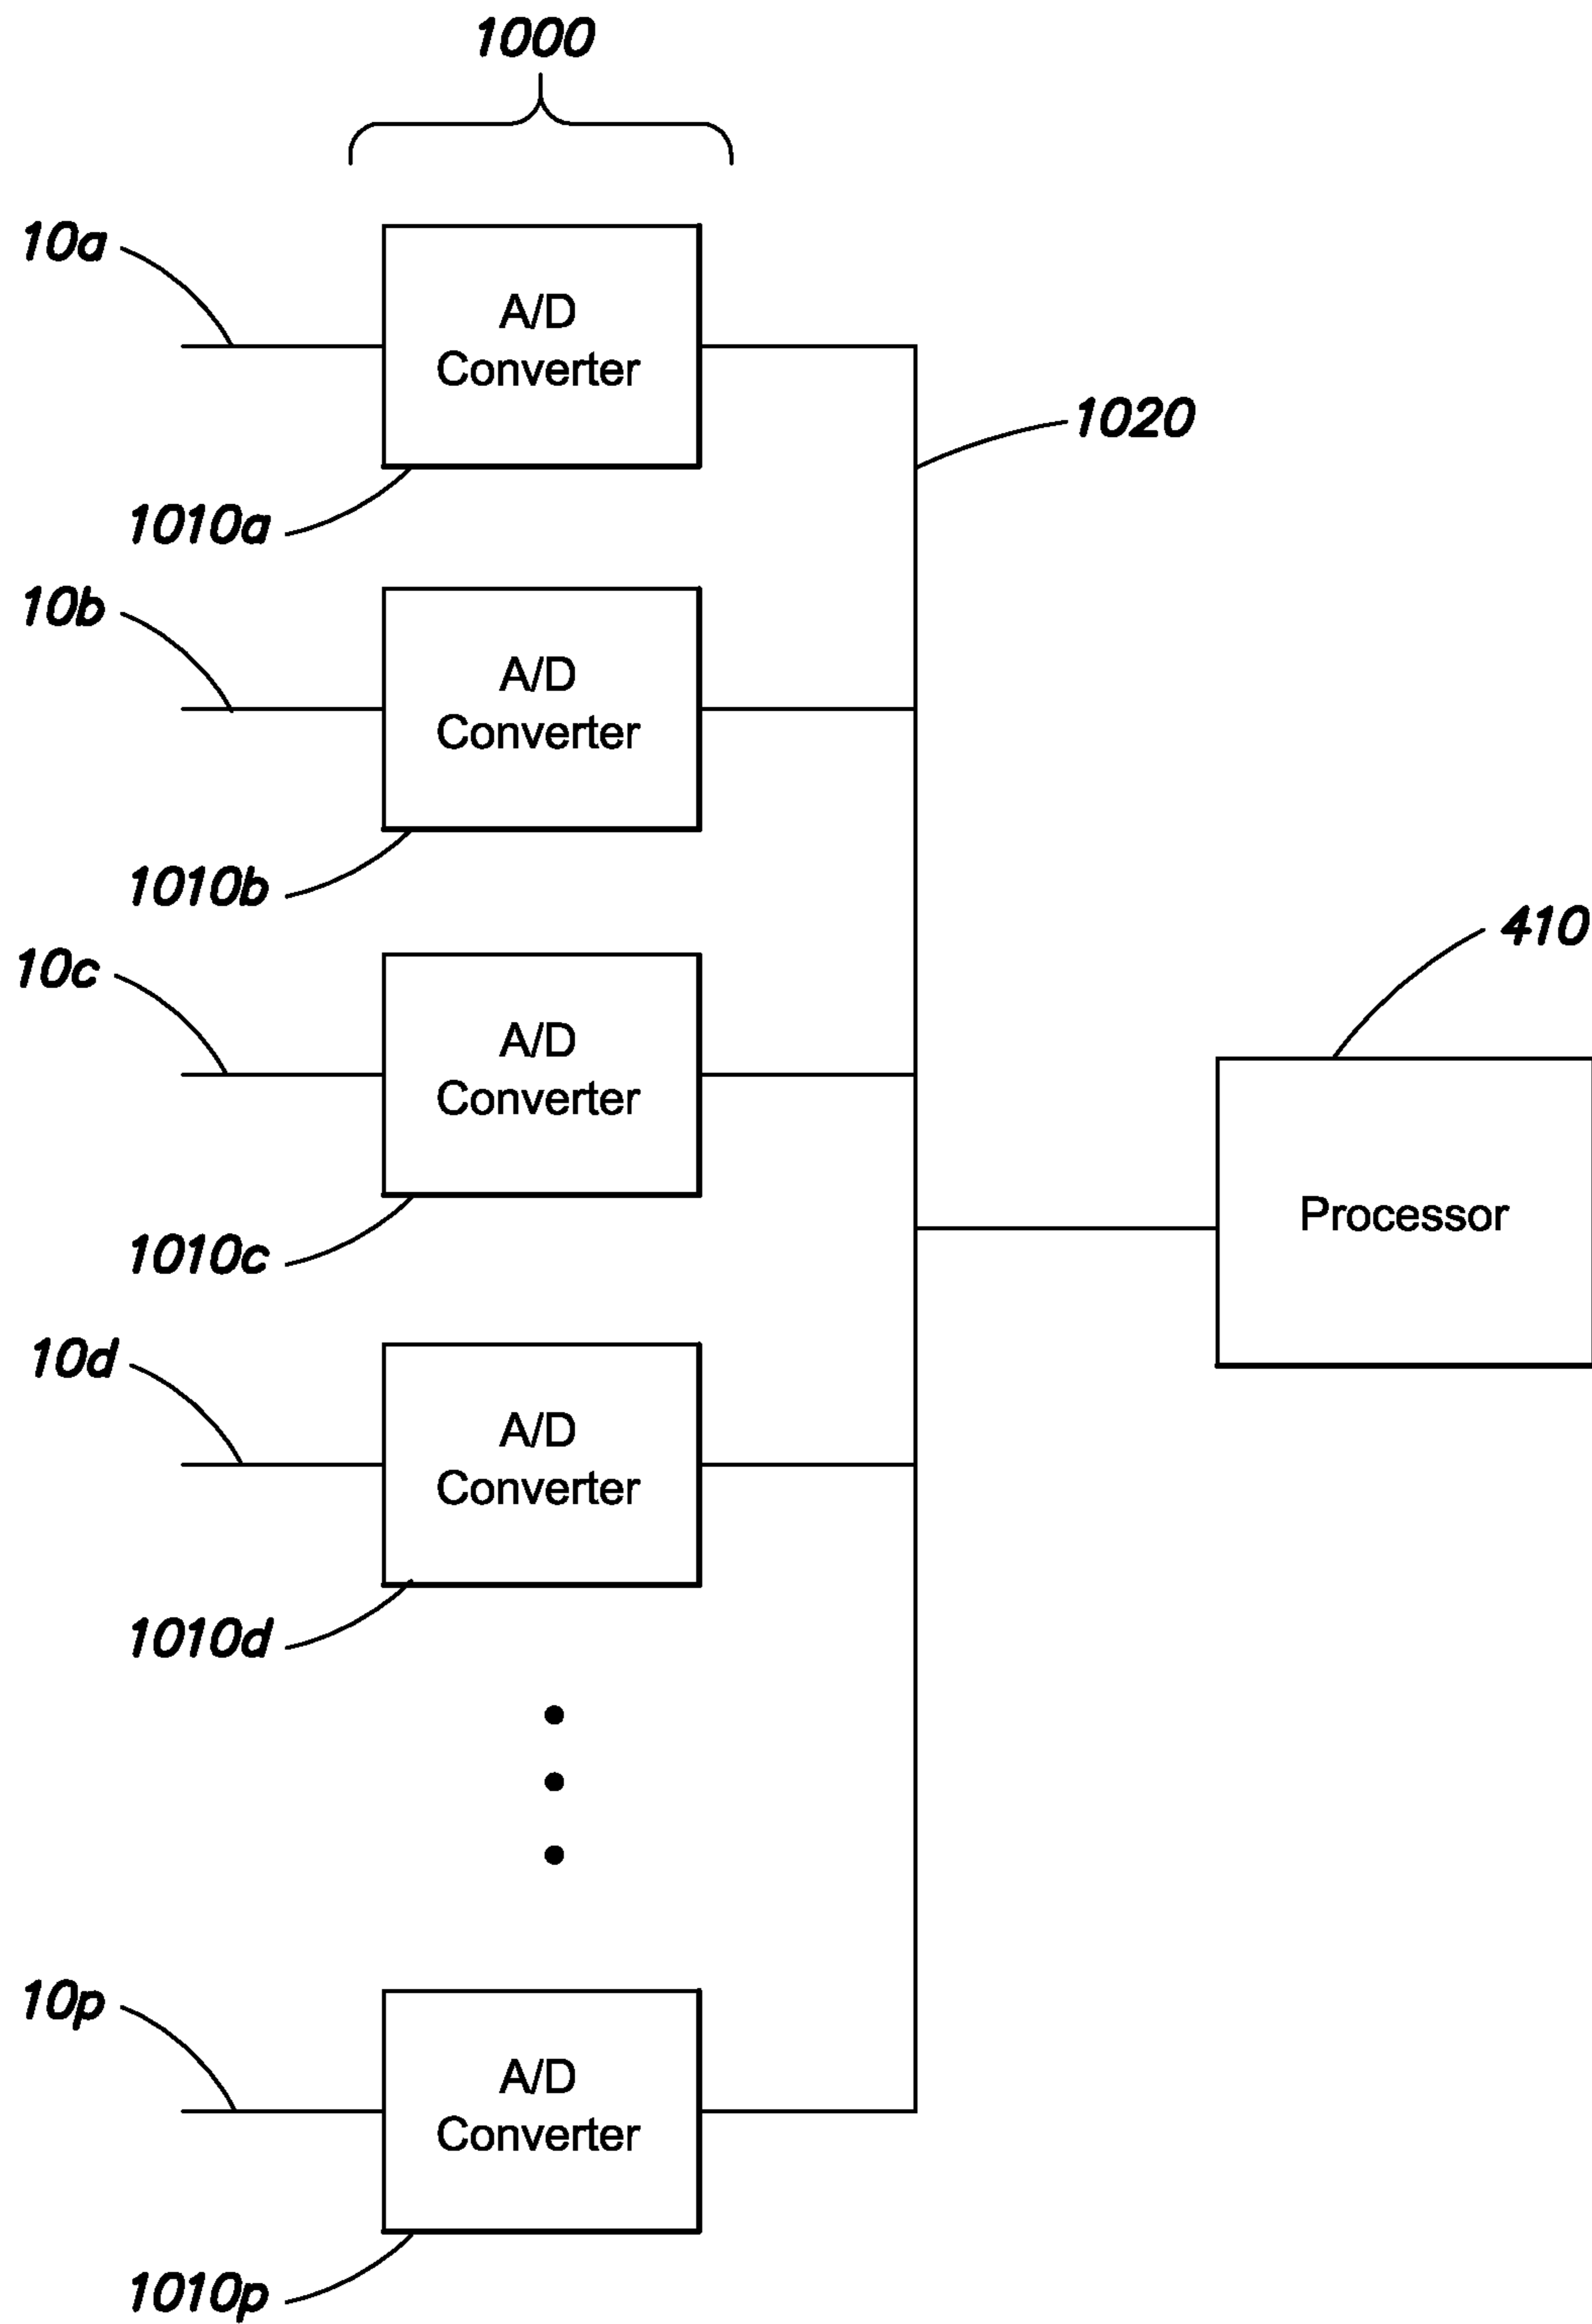 1000
10a
A/D
Converter
1020
1010a
10b
A/D
Converter
1010b
410
10c
A/D
Converter
Processor
1010c
10d
A/D
Converter
1010d
10p
A/D
Converter
1010p